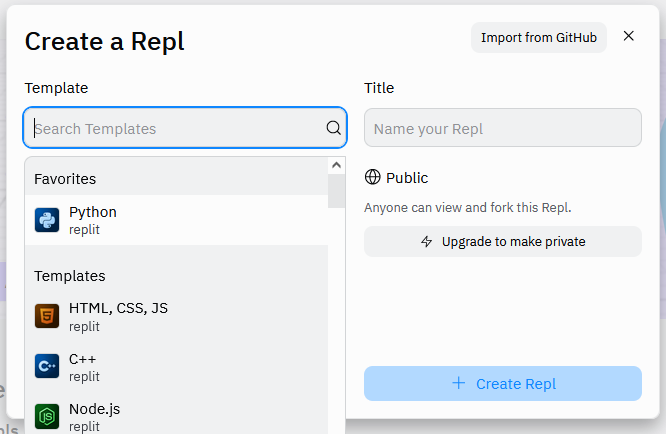 Create a Repl
Import from GitHub
Template
Search Templates
Favorites
Python
replit
Templates
HTML, CSS, JS
replit
C++
replit
Node.js
replit
Title
Name your Repl
Public
Anyone can view and fork this Repl.
Upgrade to make private
Create Repl